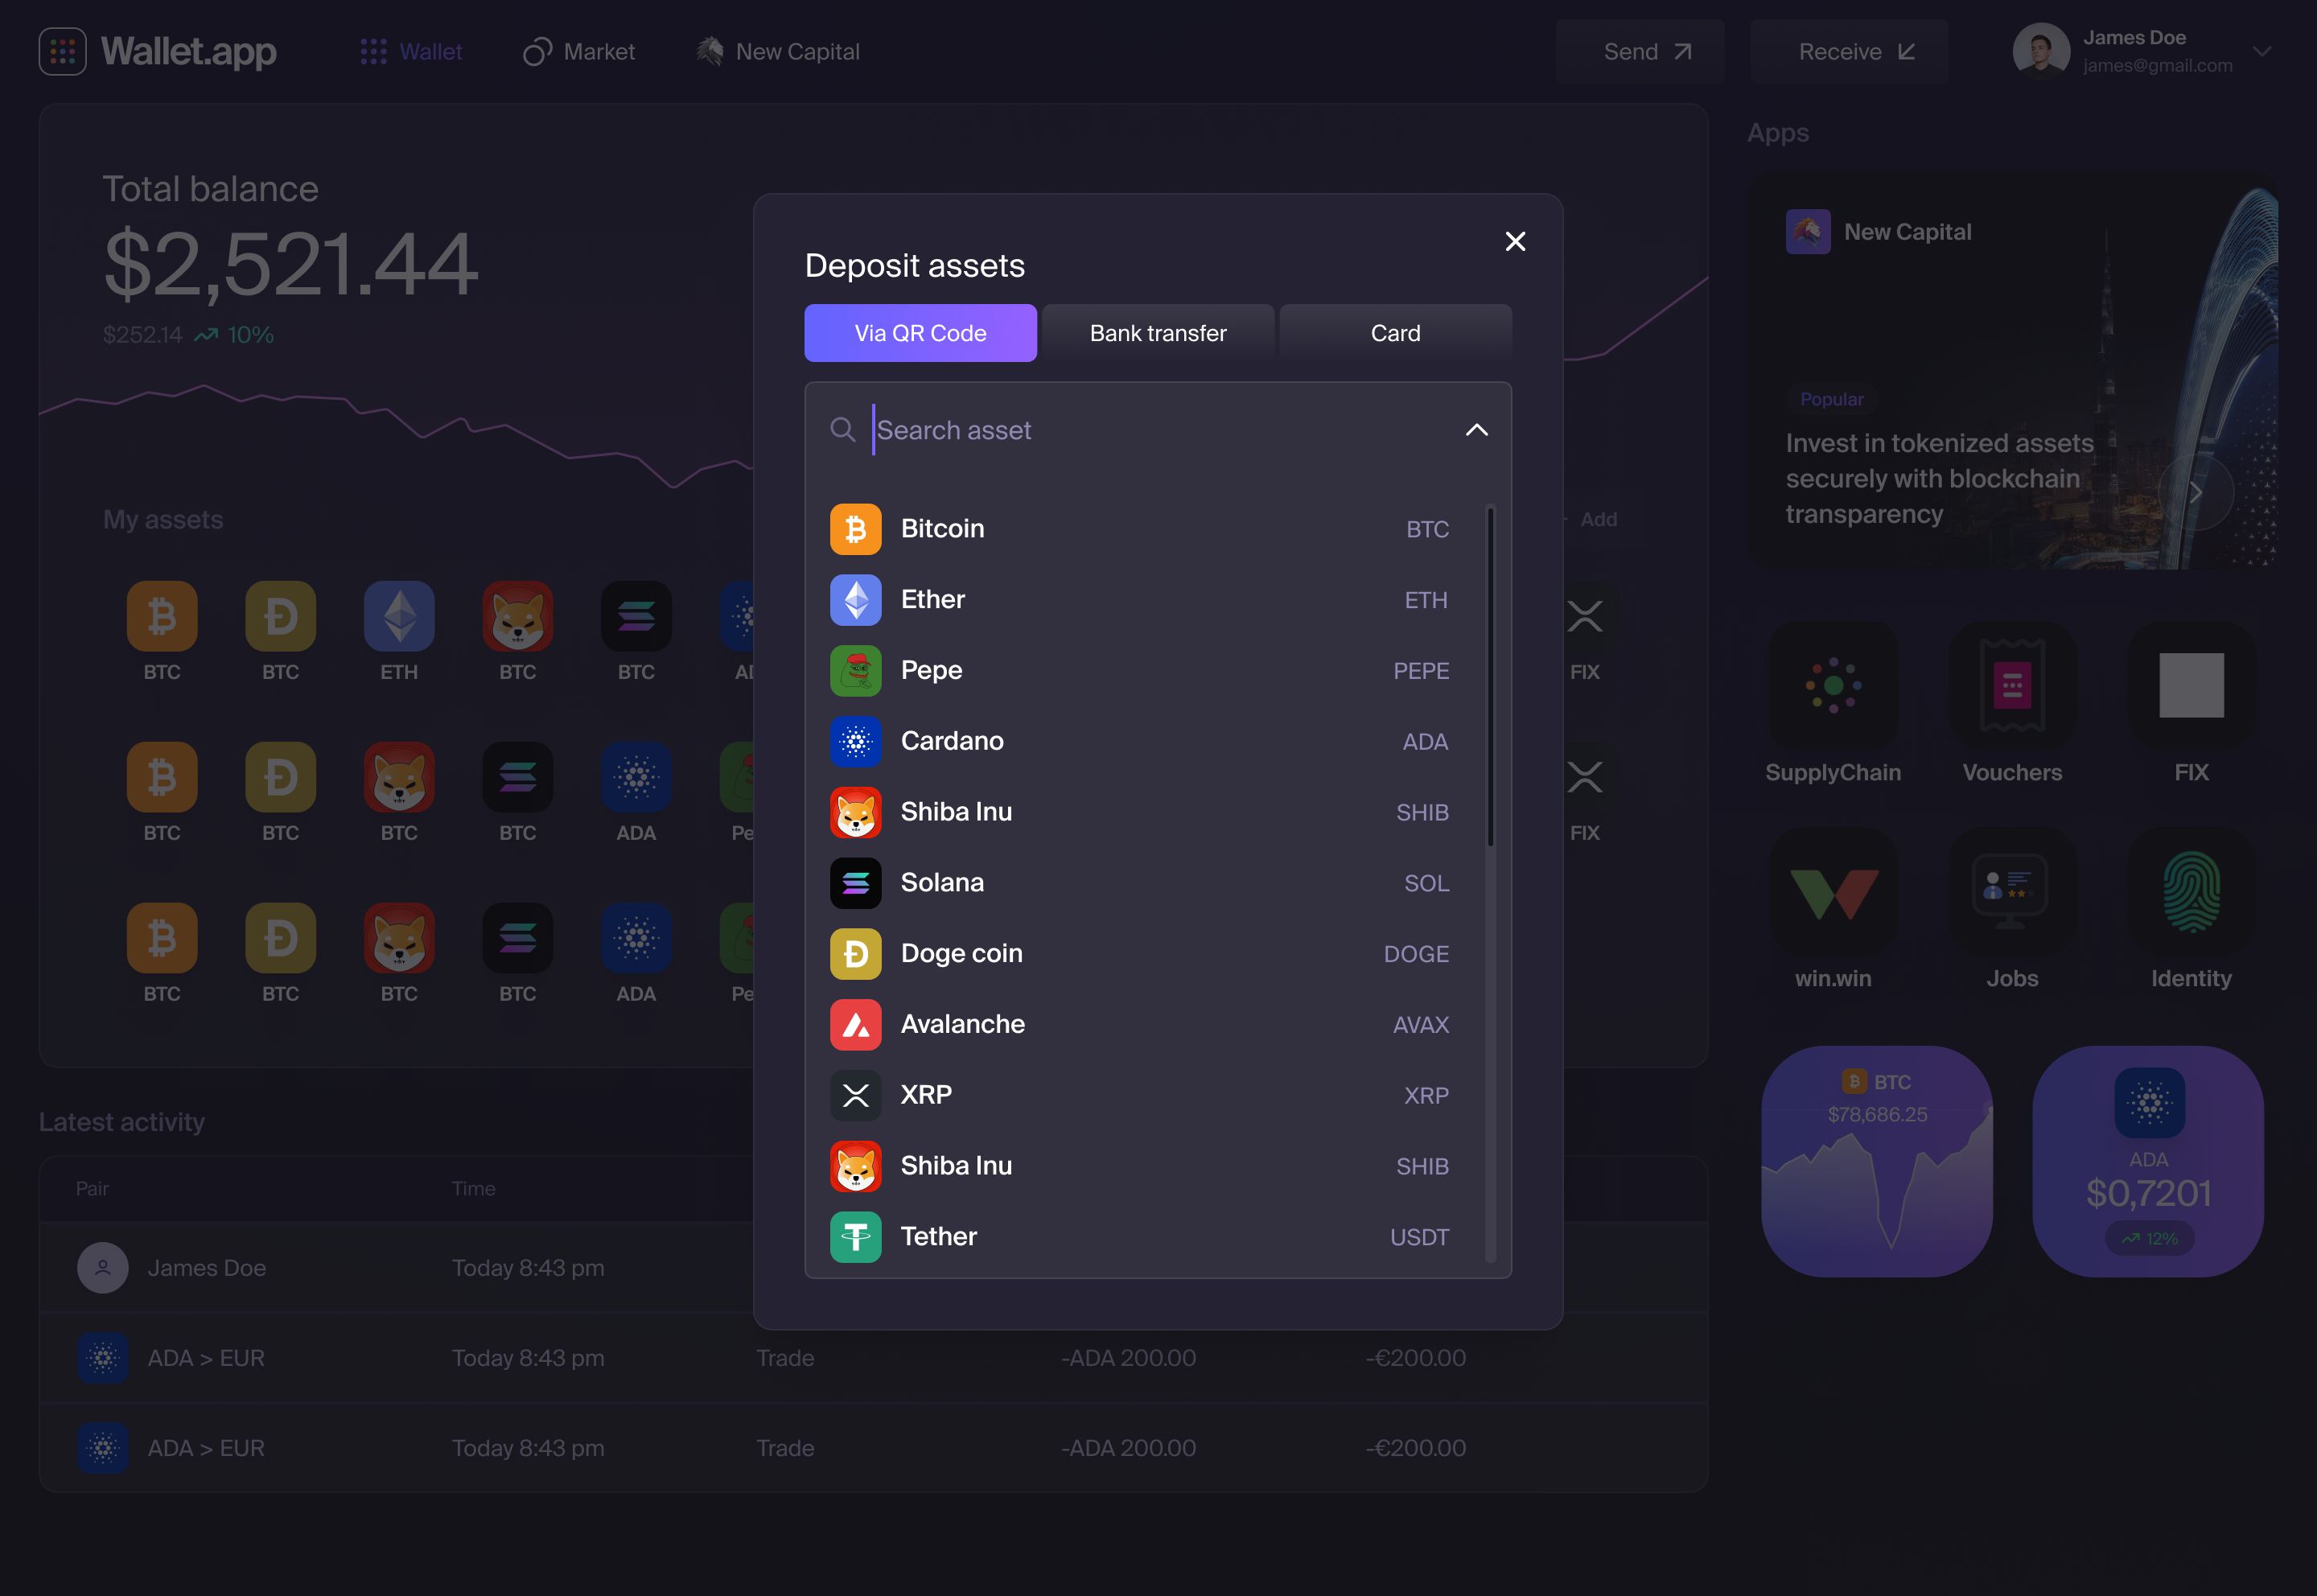 Wallet.app
Wallet
Market
New Capital
Send
Receive
James Doe
james@gmail.com
Total balance
$2,521.44
$252.14 10%
My assets
Add
BTC BTC ETH BTC BTC FIX
BTC BTC BTC BTC ADA Pe FIX
BTC BTC BTC BTC ADA Pe
Deposit assets
Via QR Code
Bank transfer
Card
Search asset
Bitcoin BTC
Ether ETH
Pepe PEPE
Cardano ADA
Shiba Inu SHIB
Solana SOL
Doge coin DOGE
Avalanche AVAX
XRP XRP
Shiba Inu SHIB
Tether USDT
Latest activity
Pair Time
James Doe Today 8:43 pm
ADA > EUR Today 8:43 pm Trade -ADA 200.00 -€200.00
ADA > EUR Today 8:43 pm Trade -ADA 200.00 -€200.00
Apps
New Capital
Popular
Invest in tokenized assets
securely with blockchain
transparency
SupplyChain Vouchers FIX
win.win Jobs Identity
BTC
$78,686.25
ADA
$0,7201
12%